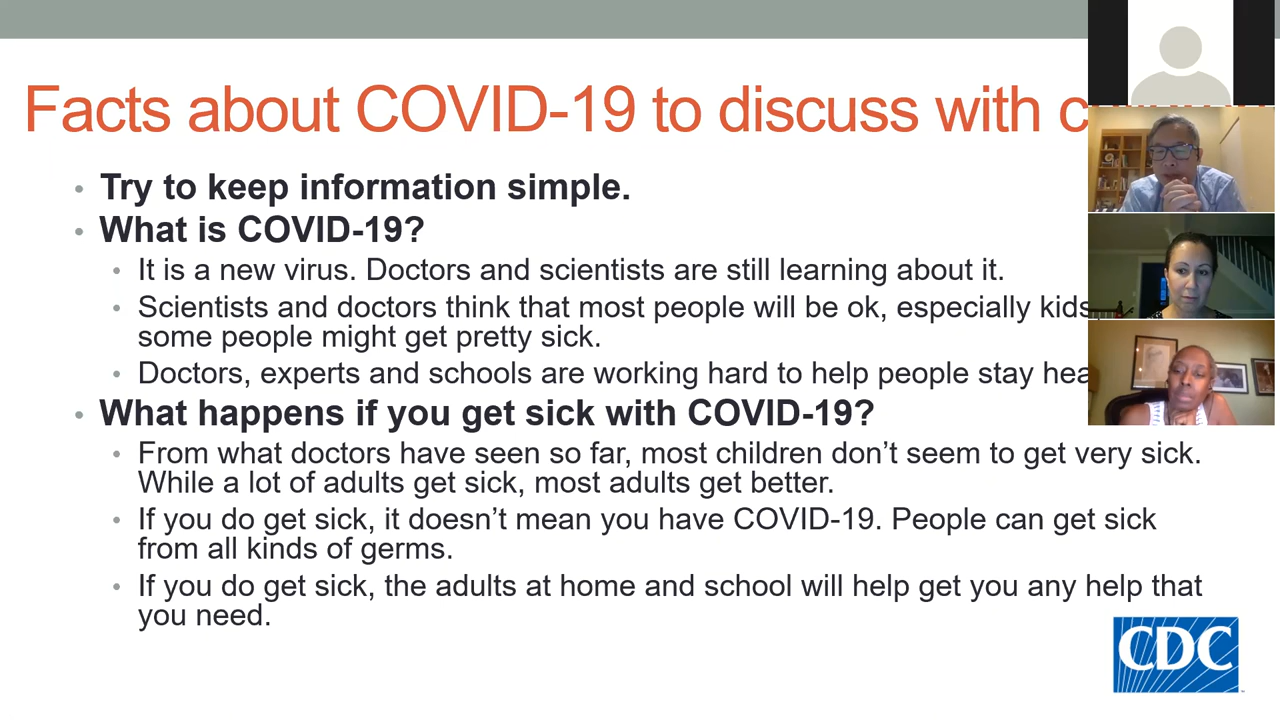 Facts about COVID-19 to discuss with
Try to keep information simple.
What is COVID-19?
It is a new virus. Doctors and scientists are still learning about it.
Scientists and doctors think that most people will be ok, especially kids,
some people might get pretty sick.
Doctors, experts and schools are working hard to help people stay
What happens if you get sick with COVID-19?
From what doctors have seen so far, most children don’t seem to get very sick.
While a lot of adults get sick, most adults get better.
If you do get sick, it doesn’t mean you have COVID-19. People can get sick
from all kinds of germs.
If you do get sick, the adults at home and school will help get you any help that
you need.
CDC